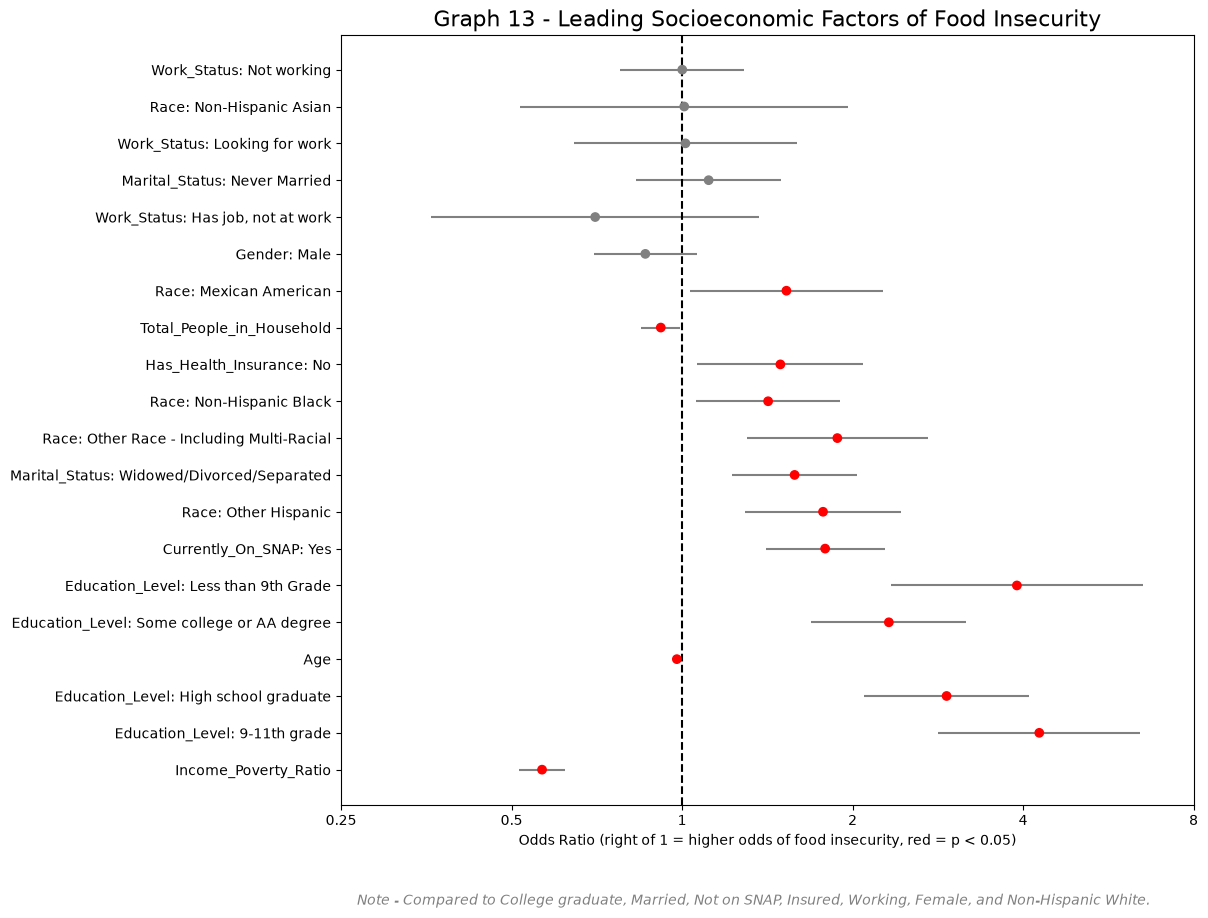 Graph 13 - Leading Socioeconomic Factors of Food Insecurity
Work_Status: Not working
Race: Non-Hispanic Asian
Work_Status: Looking for work
Marital_Status: Never Married
Work_Status: Has job, not at work
Gender: Male
Race: Mexican American
Total_People_in_Household
Has_Health_Insurance: No
Race: Non-Hispanic Black
Race: Other Race - Including Multi-Racial
Marital_Status: Widowed/Divorced/Separated
Race: Other Hispanic
Currently_On_SNAP: Yes
Education_Level: Less than 9th Grade
Education_Level: Some college or AA degree
Age
Education_Level: High school graduate
Education_Level: 9-11th grade
Income_Poverty_Ratio
0.25 0.5 1 2 4 8
Odds Ratio (right of 1 = higher odds of food insecurity, red = p < 0.05)
Note - Compared to College graduate, Married, Not on SNAP, Insured, Working, Female, and Non-Hispanic White.